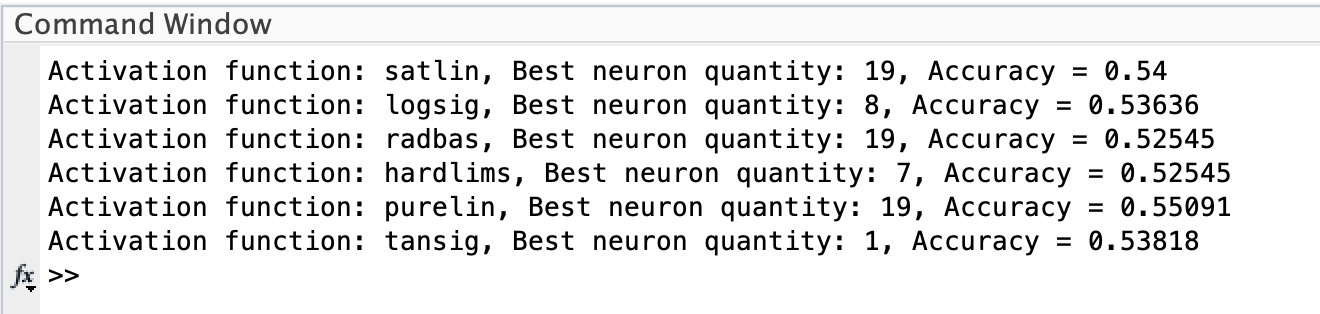 Command Window
Activation function: satlin, Best neuron quantity: 19, Accuracy = 0.54
Activation function: logsig, Best neuron quantity: 8, Accuracy = 0.53636
Activation function: radbas, Best neuron quantity: 19, Accuracy = 0.52545
Activation function: hardlims, Best neuron quantity: 7, Accuracy = 0.52545
Activation function: purelin, Best neuron quantity: 19, Accuracy = 0.55091
Activation function: tansig, Best neuron quantity: 1, Accuracy = 0.53818
fx >>